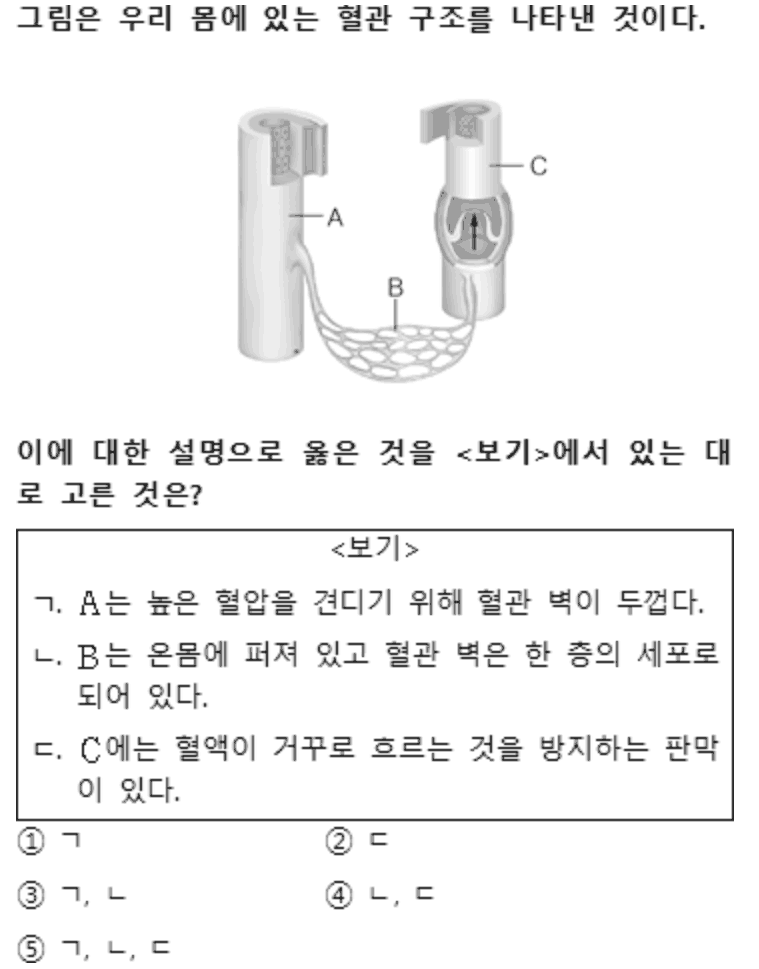 그림은 우리 몸에 있는 혈관 구조를 나타낸 것이다.
A
B
C
이에 대한 설명으로 옳은 것을 <보기>에서 있는 대
로 고른 것은?
<보기>
ㄱ. A는 높은 혈압을 견디기 위해 혈관 벽이 두껍다.
ㄴ. B는 온몸에 퍼져 있고 혈관 벽은 한 층의 세포로
되어 있다.
ㄷ. C에는 혈액이 거꾸로 흐르는 것을 방지하는 판막
이 있다.
① ㄱ ② ㄷ
③ ㄱ, ㄴ ④ ㄴ, ㄷ
⑤ ㄱ, ㄴ, ㄷ